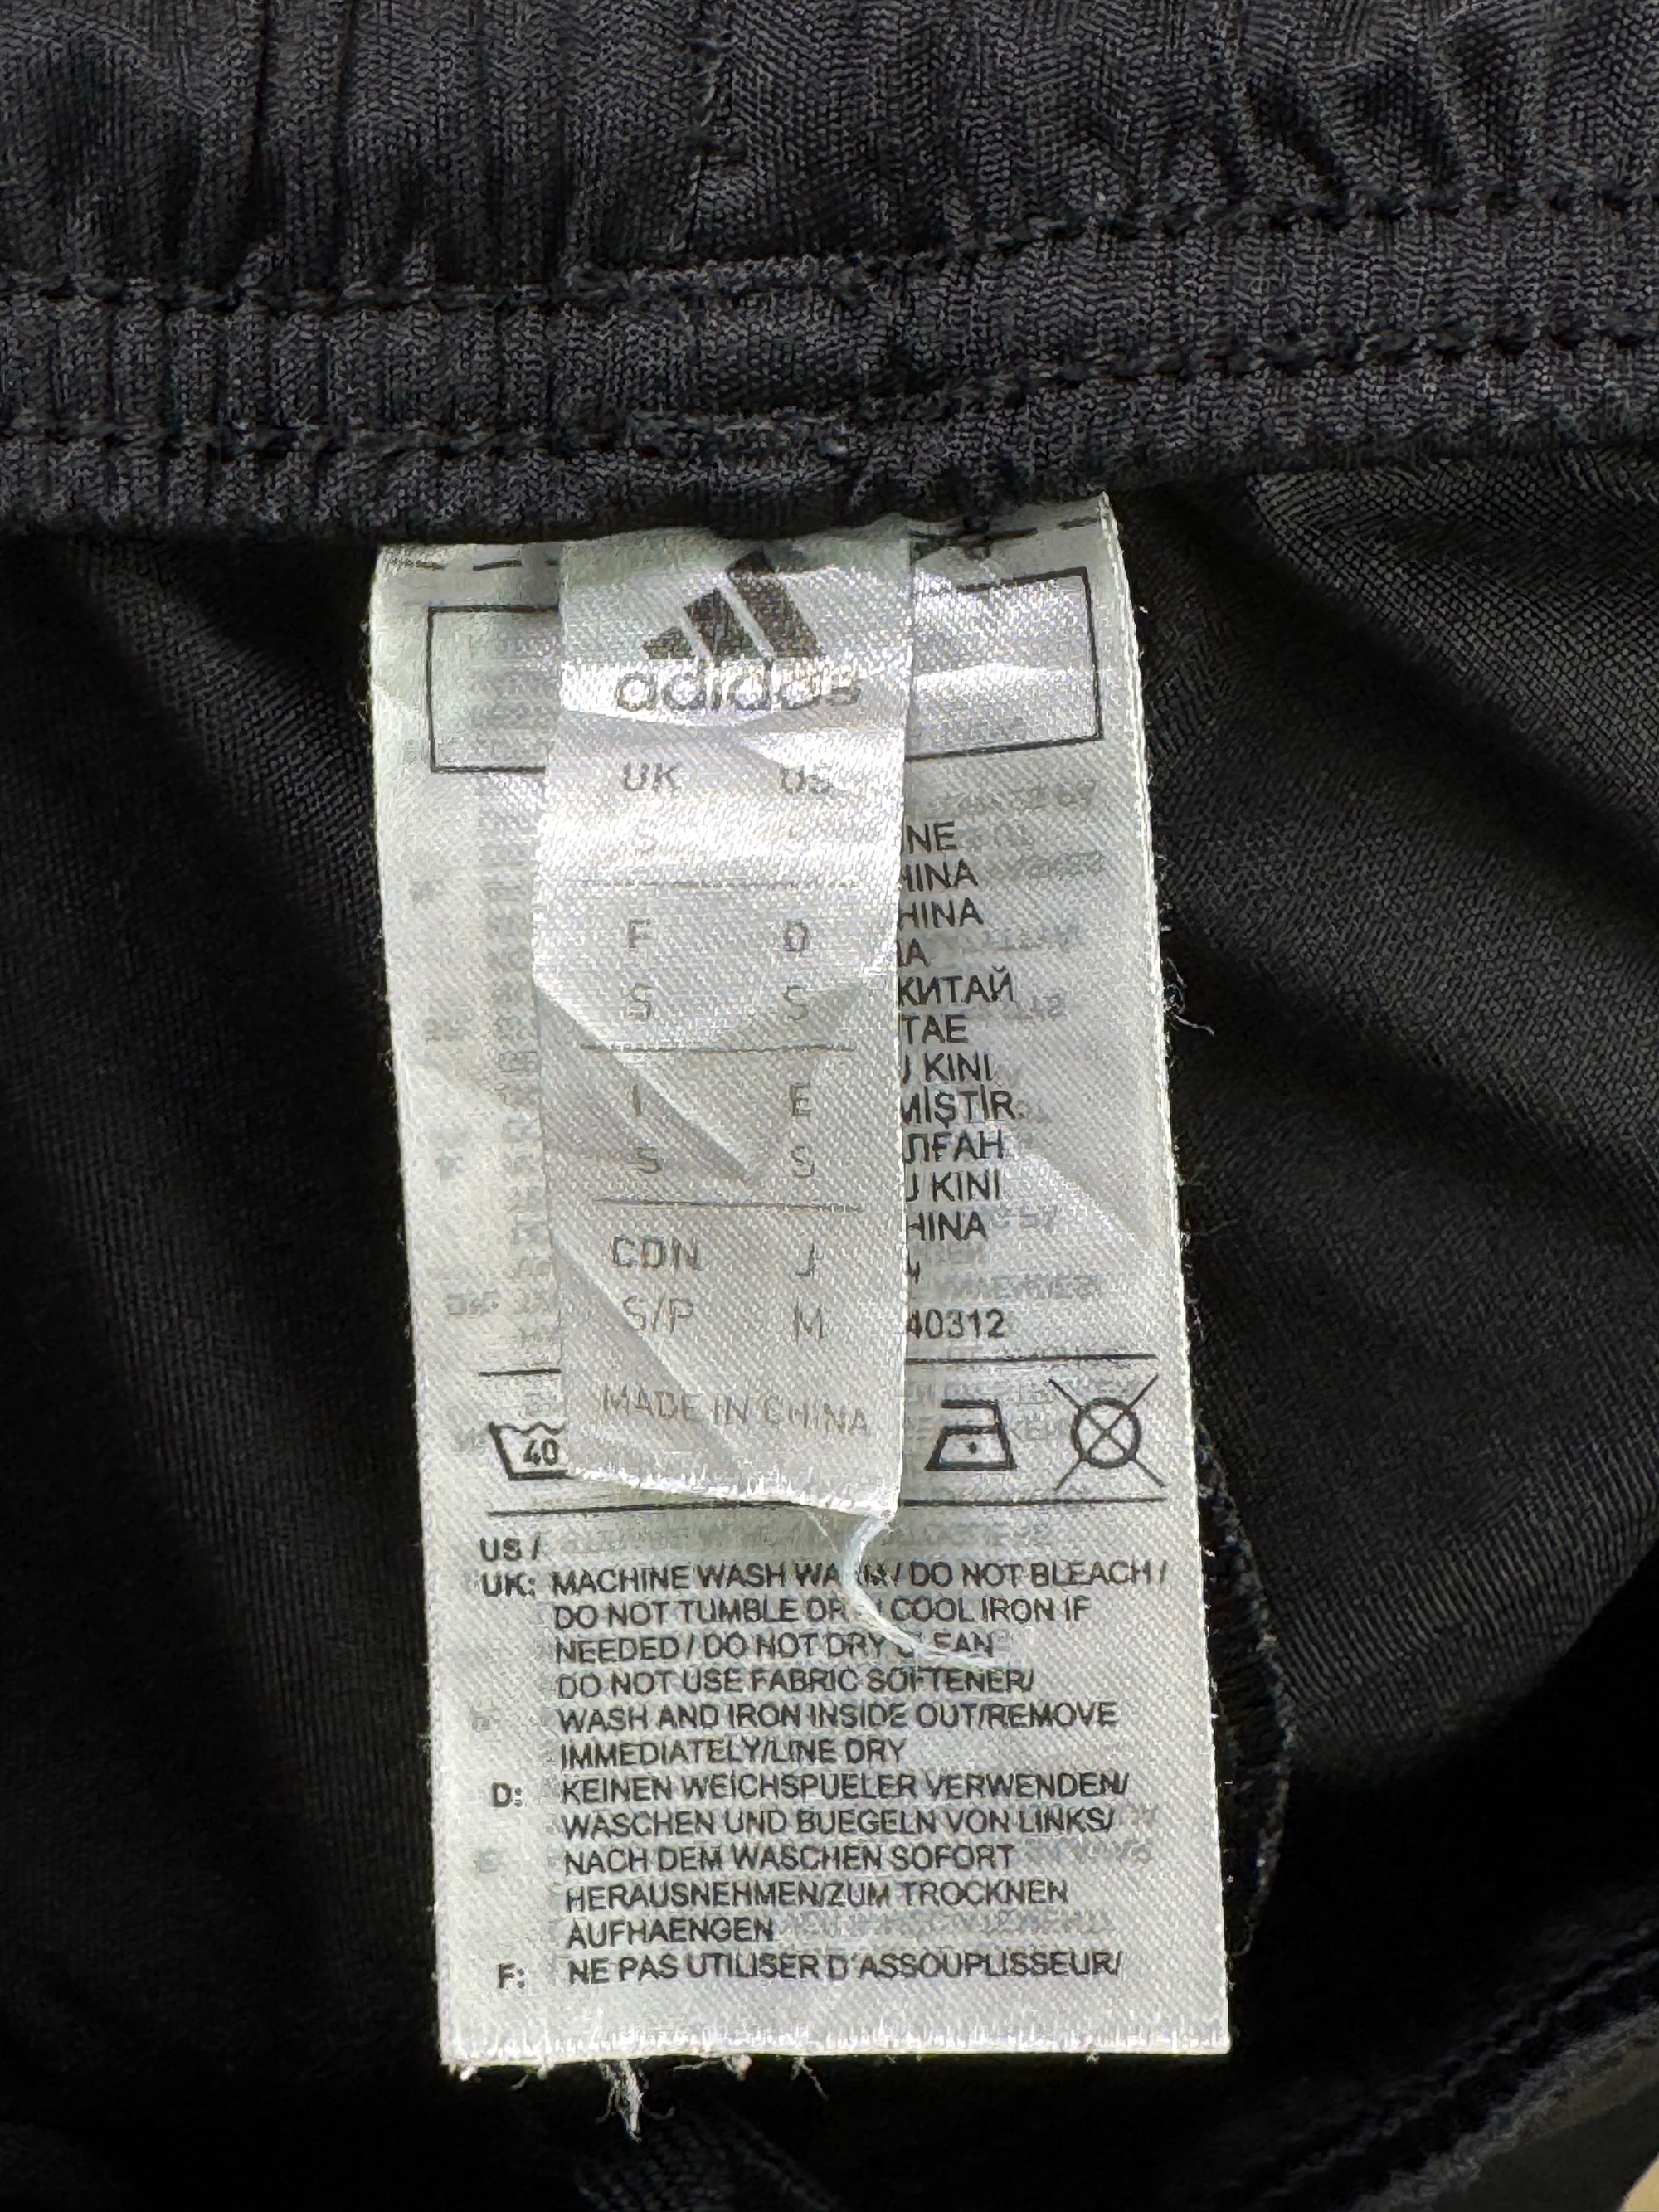 adidas
UK US
S S
F D
S S
I E
S S
CDN J
S/P M
MADE IN CHINA
NE
HINA
HINA
IA
КИТАЙ
ТАЕ
U KINI
MİŞTİR.
ЛҒАН
U KINI
HINA
40312
40
US /
UK: MACHINE WASH WA M / DO NOT BLEACH /
DO NOT TUMBLE DR COOL IRON IF
NEEDED / DO NOT DRY CLEAN
DO NOT USE FABRIC SOFTENER/
WASH AND IRON INSIDE OUT/REMOVE
IMMEDIATELY/LINE DRY
D: KEINEN WEICHSPUELER VERWENDEN/
WASCHEN UND BUEGELN VON LINKS/
NACH DEM WASCHEN SOFORT
HERAUSNEHMEN/ZUM TROCKNEN
AUFHAENGEN
F: NE PAS UTILISER D'ASSOUPLISSEUR/